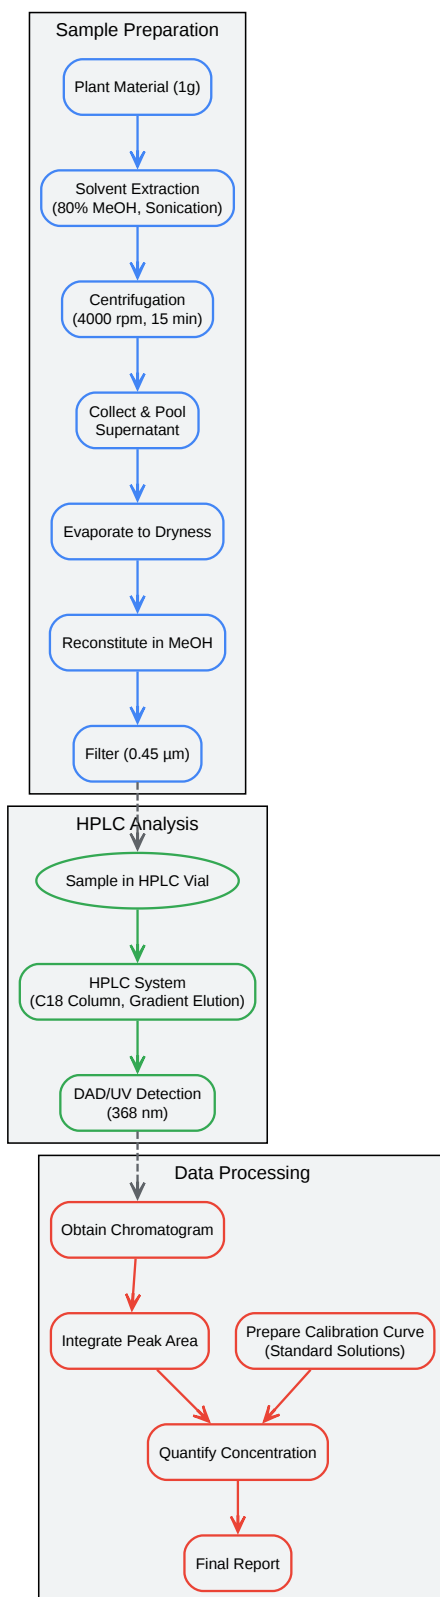 Sample Preparation
Plant Material (1g)
Solvent Extraction
(80% MeOH, Sonication)
Centrifugation
(4000 rpm, 15 min)
Collect & Pool
Supernatant
Evaporate to Dryness
Reconstitute in MeOH
Filter (0.45 µm)
HPLC Analysis
Sample in HPLC Vial
HPLC System
(C18 Column, Gradient Elution)
DAD/UV Detection
(368 nm)
Data Processing
Obtain Chromatogram
Integrate Peak Area
Prepare Calibration Curve
(Standard Solutions)
Quantify Concentration
Final Report